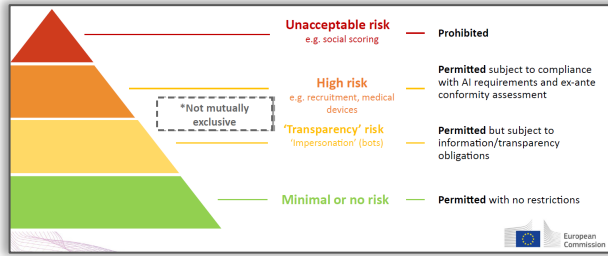 Unacceptable risk
e.g. social scoring
Prohibited
High risk
e.g. recruitment, medical
devices
Permitted subject to compliance
with AI requirements and ex-ante
conformity assessment
*Not mutually
exclusive
'Transparency' risk
'Impersonation' (bots)
Permitted but subject to
information/transparency
obligations
Minimal or no risk
Permitted with no restrictions
European
Commission